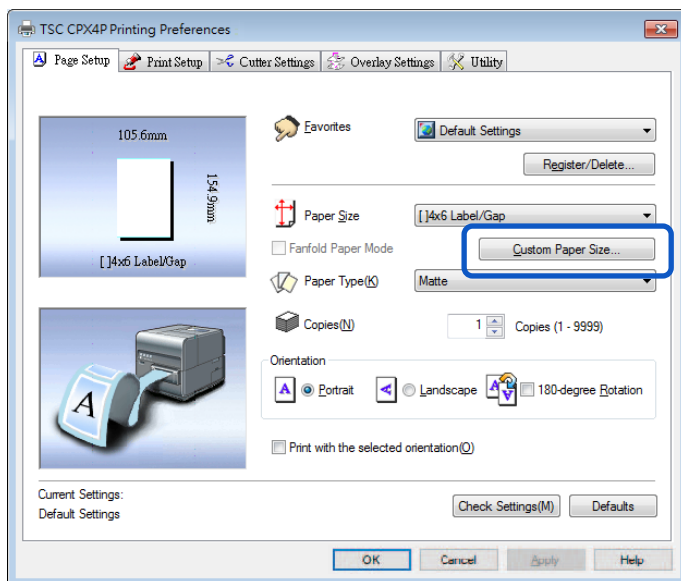 TSC CPX4P Printing Preferences
Page Setup Print Setup Cutter Settings Overlay Settings Utility
105.6mm
154.9mm
[ ]4x6 Label/Gap
Favorites
Default Settings
Register/Delete...
Paper Size
[ ]4x6 Label/Gap
Fanfold Paper Mode
Custom Paper Size...
Paper Type(K)
Matte
Copies(N)
1
Copies (1 - 9999)
Orientation
A Portrait
A Landscape
A A 180-degree Rotation
Print with the selected orientation(O)
A
Current Settings:
Default Settings
Check Settings(M)
Defaults
OK
Cancel
Apply
Help